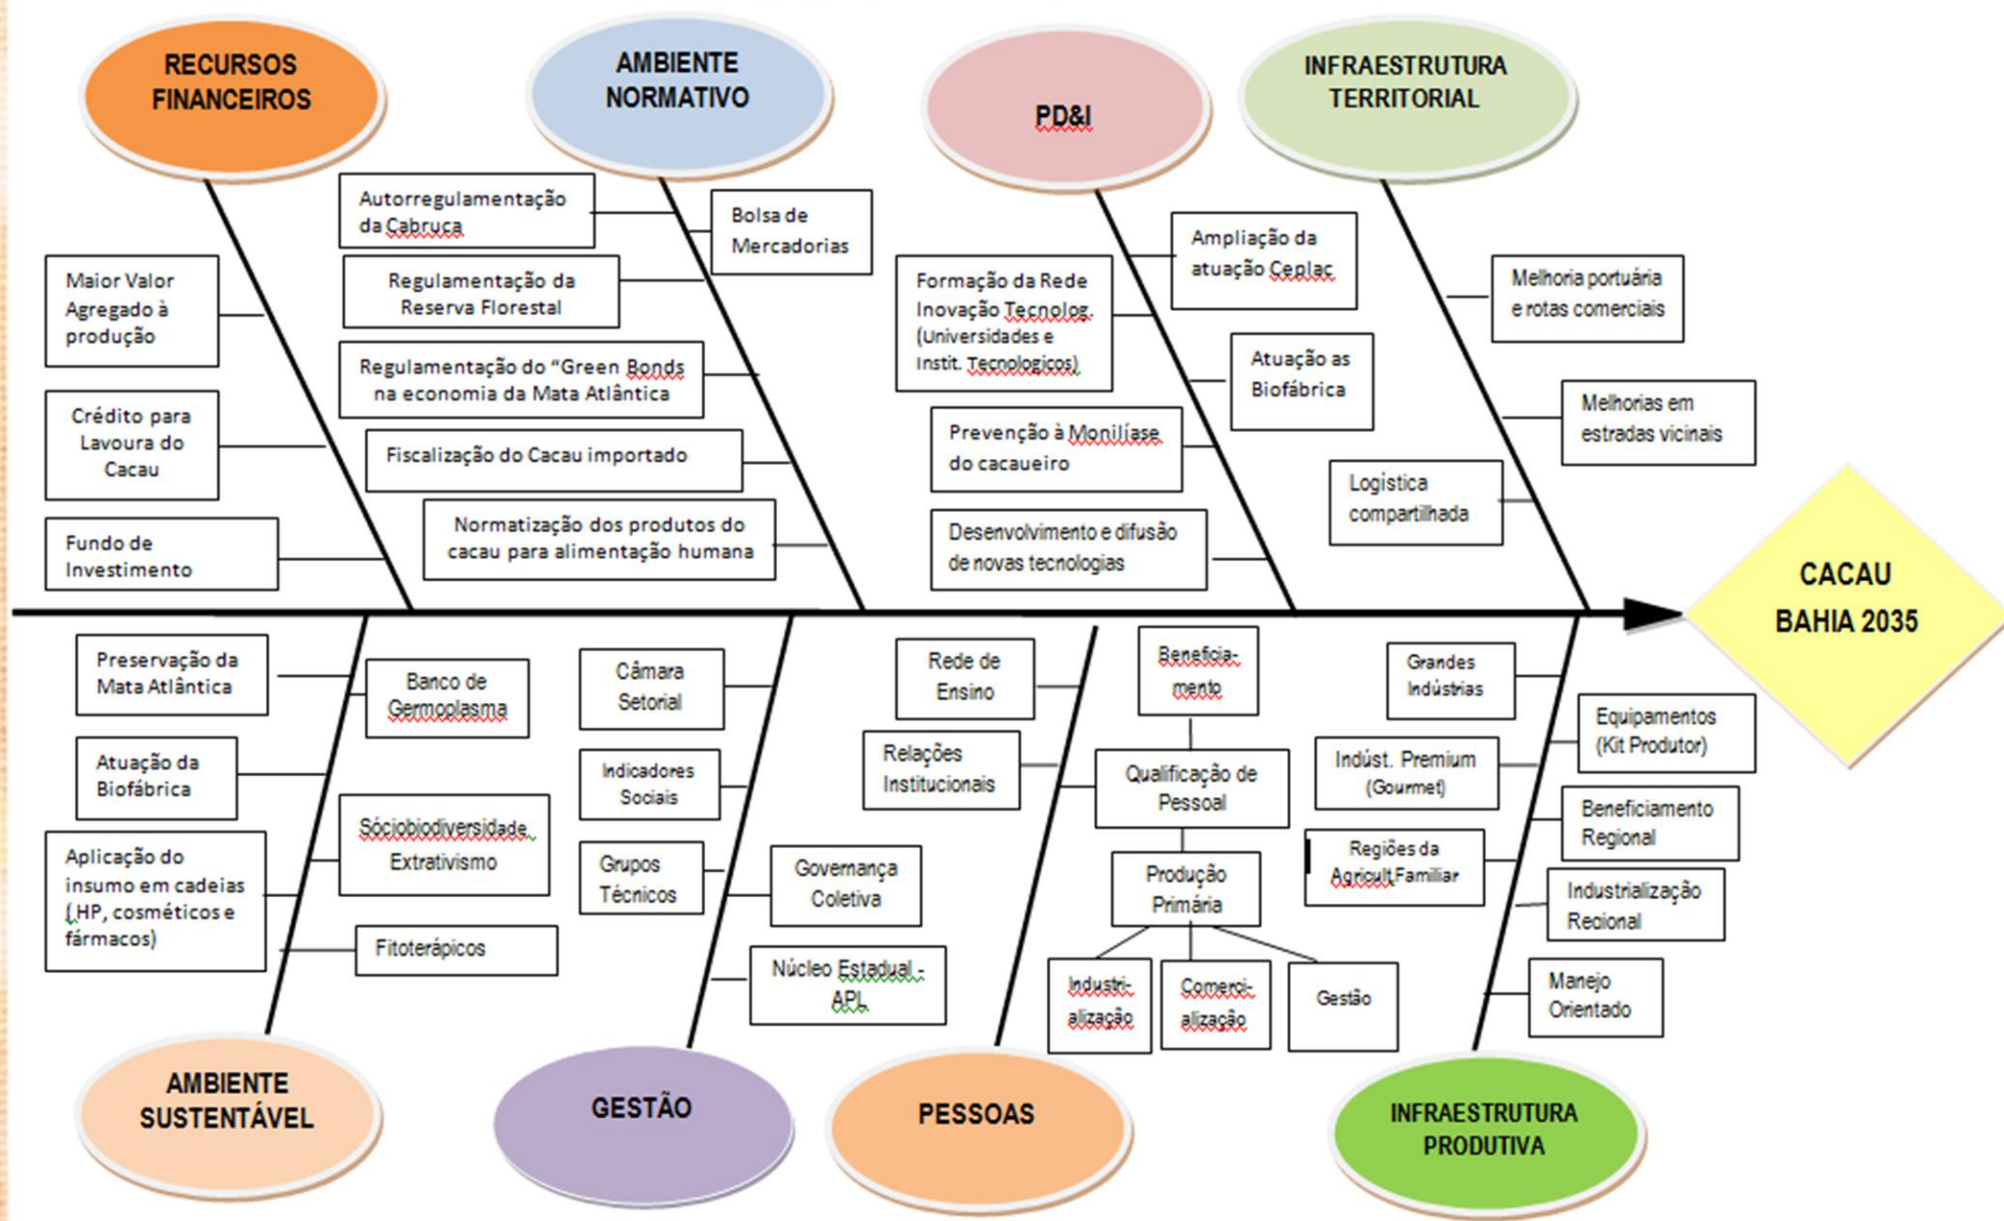 RECURSOS
FINANCEIROS
AMBIENTE
NORMATIVO
PD&I
INFRAESTRUTURA
TERRITORIAL
Maior Valor
Agregado à
produção
Crédito para
Lavoura do
Cacau
Fundo de
Investimento
Autorregulamentação
da Cabruca
Bolsa de
Mercadorias
Regulamentação da
Reserva Florestal
Regulamentação do “Green Bonds
na economia da Mata Atlântica
Fiscalização do Cacau importado
Normatização dos produtos do
cacau para alimentação humana
Ampliação da
atuação Ceplac
Formação da Rede
Inovação Tecnolog.
(Universidades e
Instit. Tecnologicos)
Atuação as
Biofábrica
Prevenção à Monilíase
do cacaueiro
Desenvolvimento e difusão
de novas tecnologias
Melhoria portuária
e rotas comerciais
Melhorias em
estradas vicinais
Logística
compartilhada
CACAU
BAHIA 2035
Preservação da
Mata Atlântica
Banco de
Germoplasma
Atuação da
Biofábrica
Sóciobiodiversidade,
Extrativismo
Aplicação do
insumo em cadeias
(.HP, cosméticos e
fármacos)
Fitoterápicos
Câmara
Setorial
Indicadores
Sociais
Grupos
Técnicos
Governança
Coletiva
Núcleo Estadual -
APL
Rede de
Ensino
Relações
Institucionais
Beneficia-
mento
Qualificação de
Pessoal
Produção
Primária
Industri-
alização
Comerci-
alização
Gestão
Grandes
Indústrias
Equipamentos
(Kit Produtor)
Indúst. Premium
(Gourmet)
Beneficiamento
Regional
Regiões da
Agricult.Familiar
Industrialização
Regional
Manejo
Orientado
AMBIENTE
SUSTENTÁVEL
GESTÃO
PESSOAS
INFRAESTRUTURA
PRODUTIVA